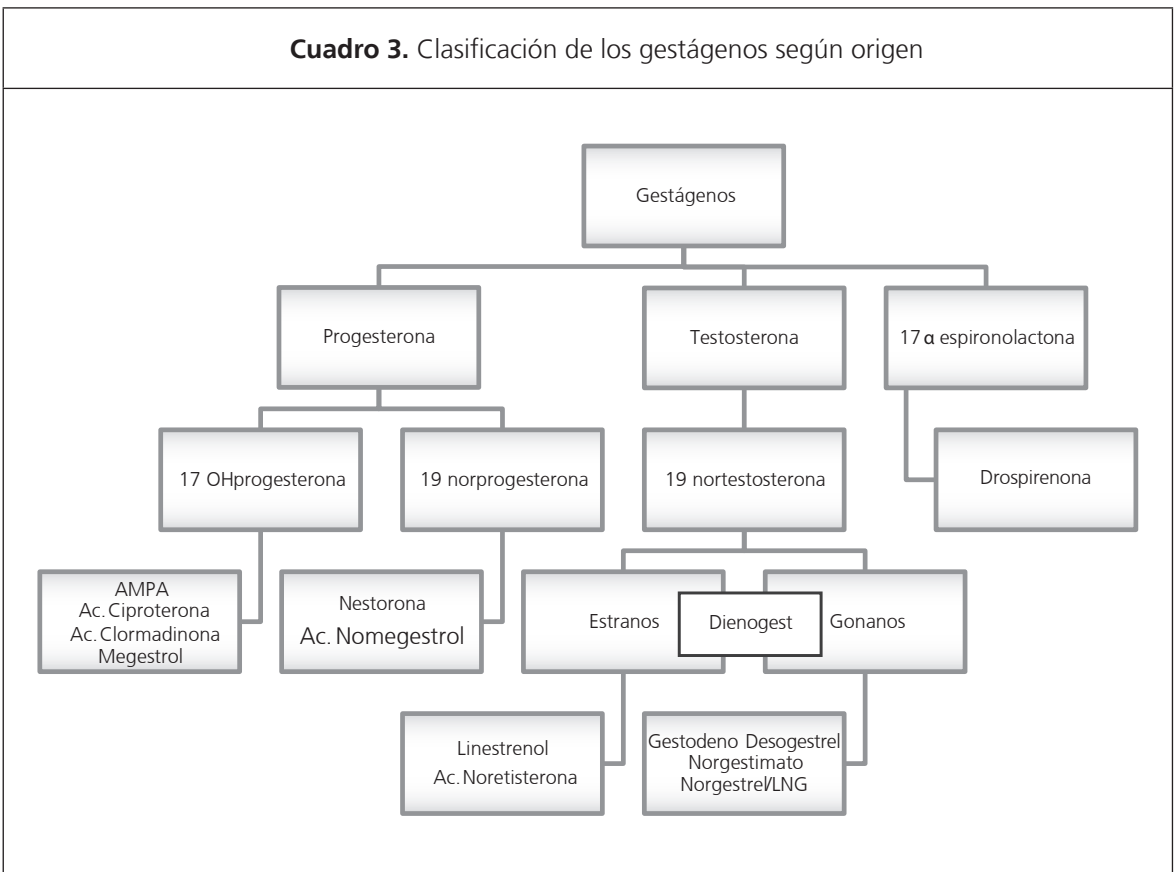 Cuadro 3. Clasificación de los gestágenos según origen
Gestágenos
Progesterona
Testosterona
17 α espironolactona
17 OHprogesterona
19 norprogesterona
19 nortestosterona
Drospirenona
AMPA
Ac. Ciproterona
Ac. Clormadinona
Megestrol
Nestorona
Ac. Nomegestrol
Estranos
Dienogest
Gonanos
Linestrenol
Ac. Noretisterona
Gestodeno Desogestrel
Norgestimato
Norgestrel/LNG